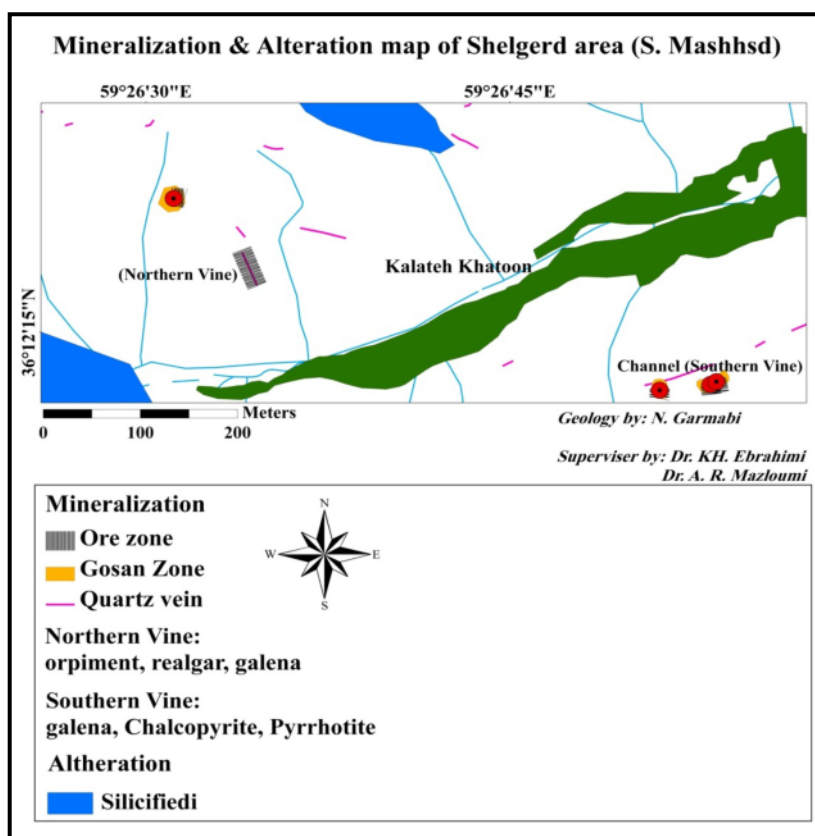 Mineralization & Alteration map of Shelgerd area (S. Mashhsd)
59°26'30"E
59°26'45"E
36°12'15"N
(Northern Vine)
Kalateh Khatoon
Channel (Southern Vine)
Meters
0 100 200
Geology by: N. Garmabi
Superviser by: Dr. KH. Ebrahimi
Dr. A. R. Mazloumi
Mineralization
Ore zone
Gosan Zone
Quartz vein
N
W E
S
Northern Vine:
orpiment, realgar, galena
Southern Vine:
galena, Chalcopyrite, Pyrrhotite
Altheration
Silicifiedi